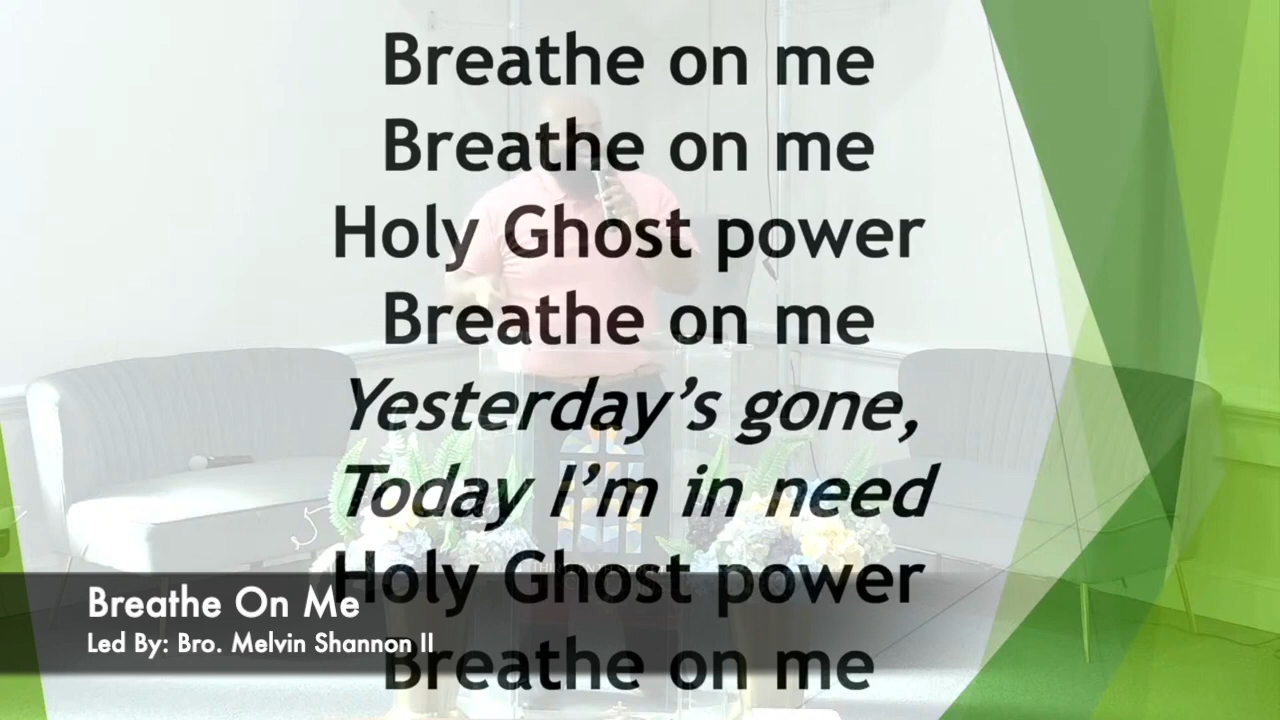 Breathe on me
Breathe on me
Holy Ghost power
Breathe on me
Yesterday's gone,
Today I'm in need
Holy Ghost power
Breathe on me
Breathe On Me
Led By: Bro. Melvin Shannon II